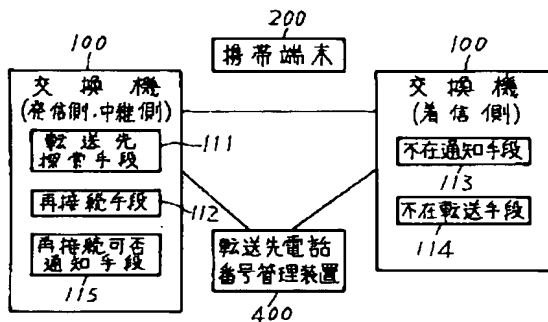 100
交換機
(発信側,中継側)
転送先
探索手段
111
再接続手段
112
再接続可否
通知手段
115
200
携帯端末
転送先電話
番号管理装置
400
100
交換機
(着信側)
不在通知手段
113
不在転送手段
114